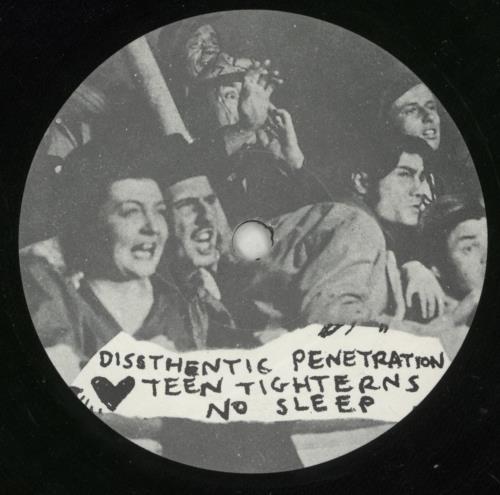 DISSTHENTIC PENETRATION
♥ TEEN TIGHTERNS
NO SLEEP